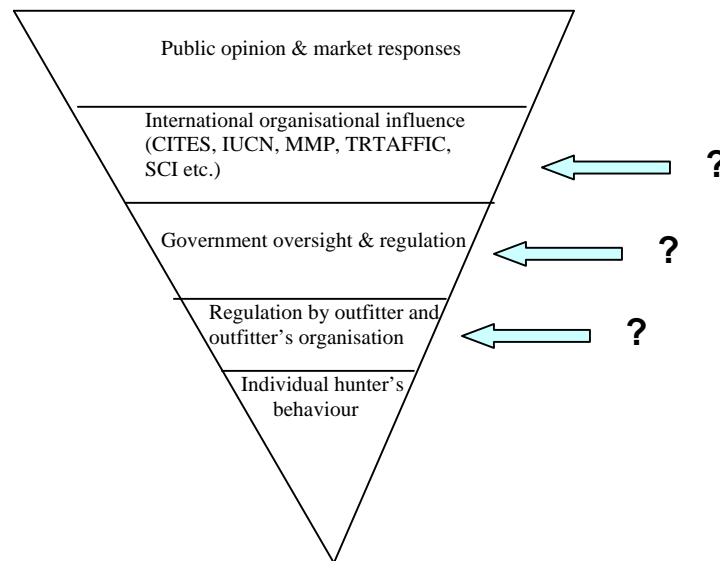 Public opinion & market responses
International organisational influence
(CITES, IUCN, MMP, TRTAFFIC,
SCI etc.)
?
Government oversight & regulation
?
Regulation by outfitter and
outfitter's organisation
?
Individual hunter's
behaviour